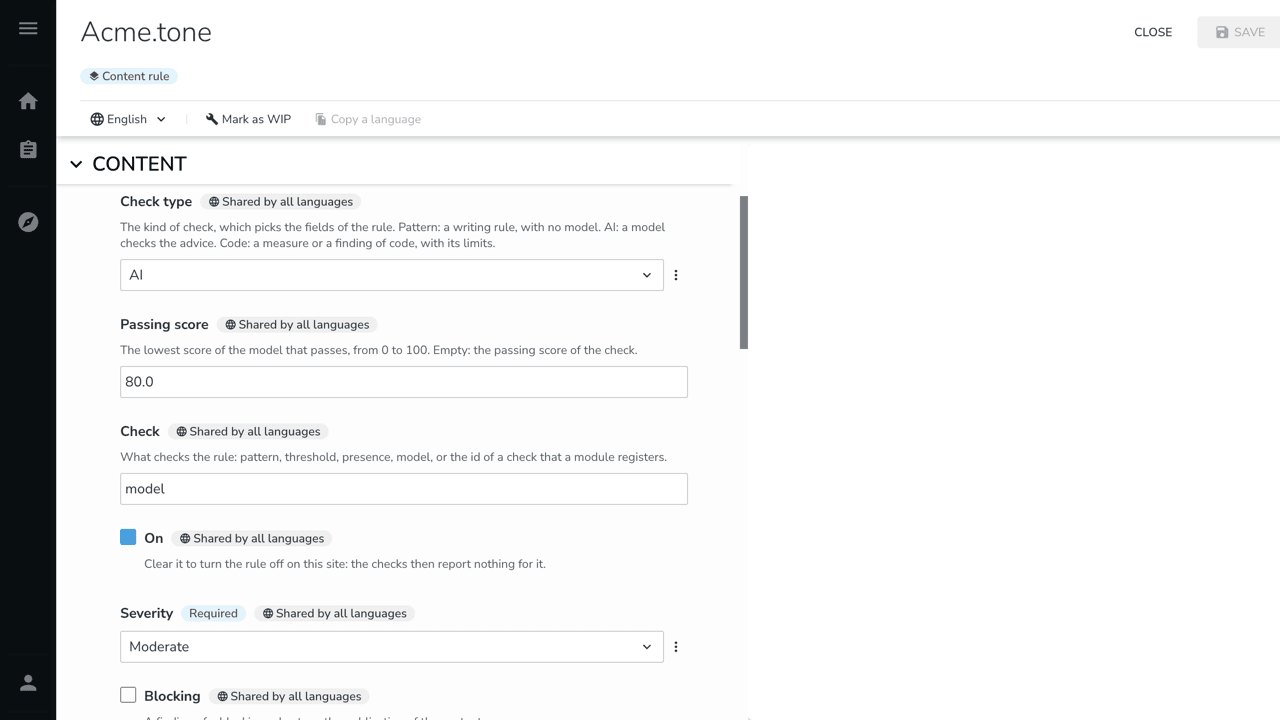 Acme.tone
CLOSE
SAVE
Content rule
English
Mark as WIP
Copy a language
CONTENT
Check type Shared by all languages
The kind of check, which picks the fields of the rule. Pattern: a writing rule, with no model. AI: a model
checks the advice. Code: a measure or a finding of code, with its limits.
AI
Passing score Shared by all languages
The lowest score of the model that passes, from 0 to 100. Empty: the passing score of the check.
80.0
Check Shared by all languages
What checks the rule: pattern, threshold, presence, model, or the id of a check that a module registers.
model
On Shared by all languages
Clear it to turn the rule off on this site: the checks then report nothing for it.
Severity Required Shared by all languages
Moderate
Blocking Shared by all languages